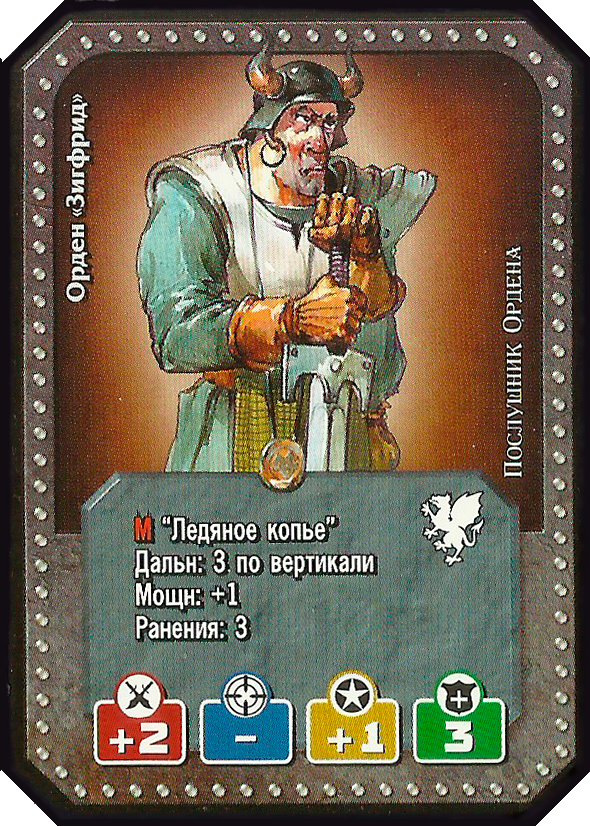 Орден «Зигфрид»
Послушник Ордена
М “Ледяное копье”
Дальн: 3 по вертикали
Мощн: +1
Ранения: 3
+2 - +1 3